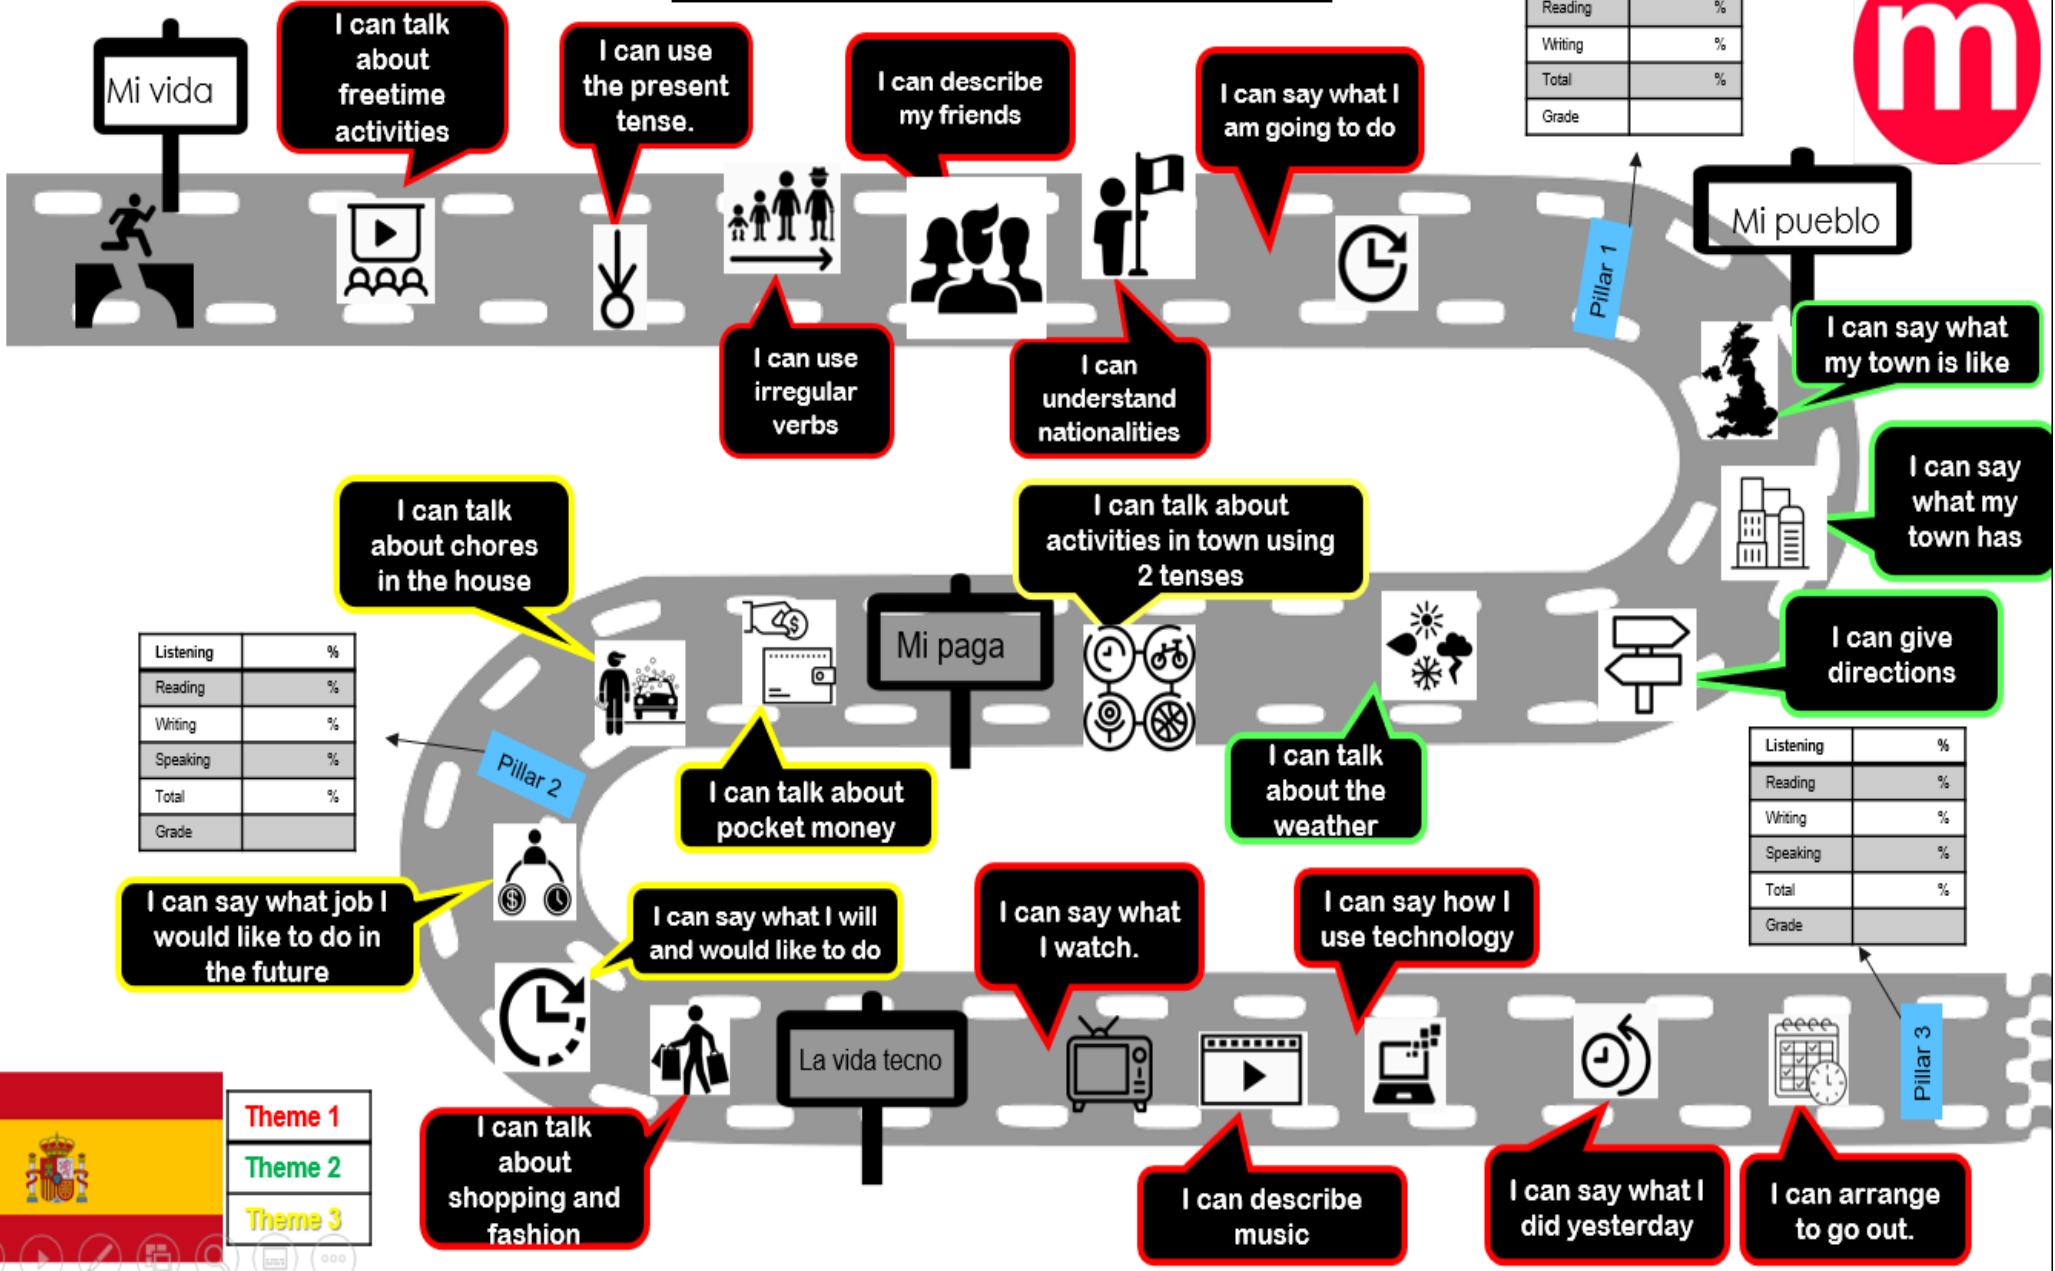 Mi vida
I can talk
about
freetime
activities
I can use
the present
tense.
I can use
irregular
verbs
I can describe
my friends
I can
understand
nationalities
I can say what I
am going to do
Pillar 1
Reading %
Writing %
Total %
Grade
m
Mi pueblo
I can say what
my town is like
I can say
what my
town has
I can give
directions
I can talk
about the
weather
I can talk about
activities in town using
2 tenses
Mi paga
I can talk about
pocket money
I can talk
about chores
in the house
Pillar 2
Listening %
Reading %
Writing %
Speaking %
Total %
Grade
I can say what job I
would like to do in
the future
I can say what I will
and would like to do
I can talk
about
shopping and
fashion
La vida tecno
I can say what
I watch.
I can describe
music
I can say how I
use technology
I can say what I
did yesterday
I can arrange
to go out.
Pillar 3
Listening %
Reading %
Writing %
Speaking %
Total %
Grade
Theme 1
Theme 2
Theme 3